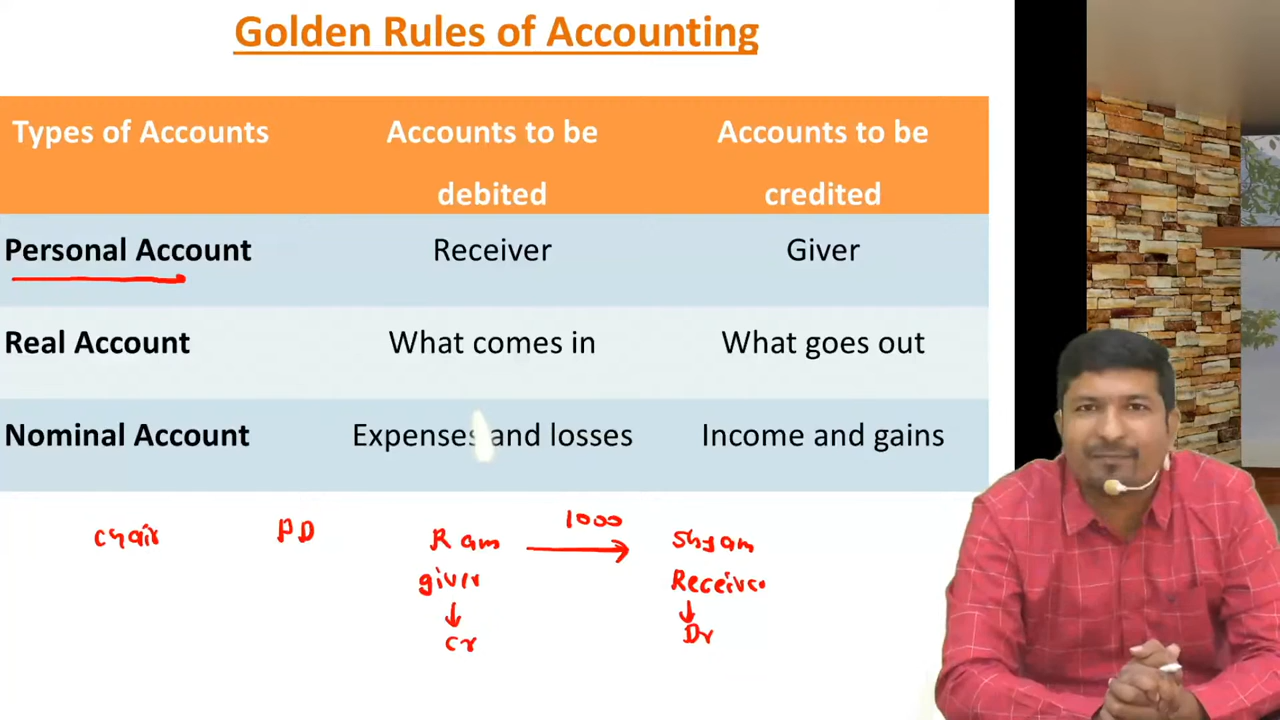 Golden Rules of Accounting
Types of Accounts
Accounts to be debited
Accounts to be credited
Personal Account
Receiver
Giver
Real Account
What comes in
What goes out
Nominal Account
Expenses and losses
Income and gains
chair
Ram
1000
Shyam
giver
Receiver
Cr
Dr